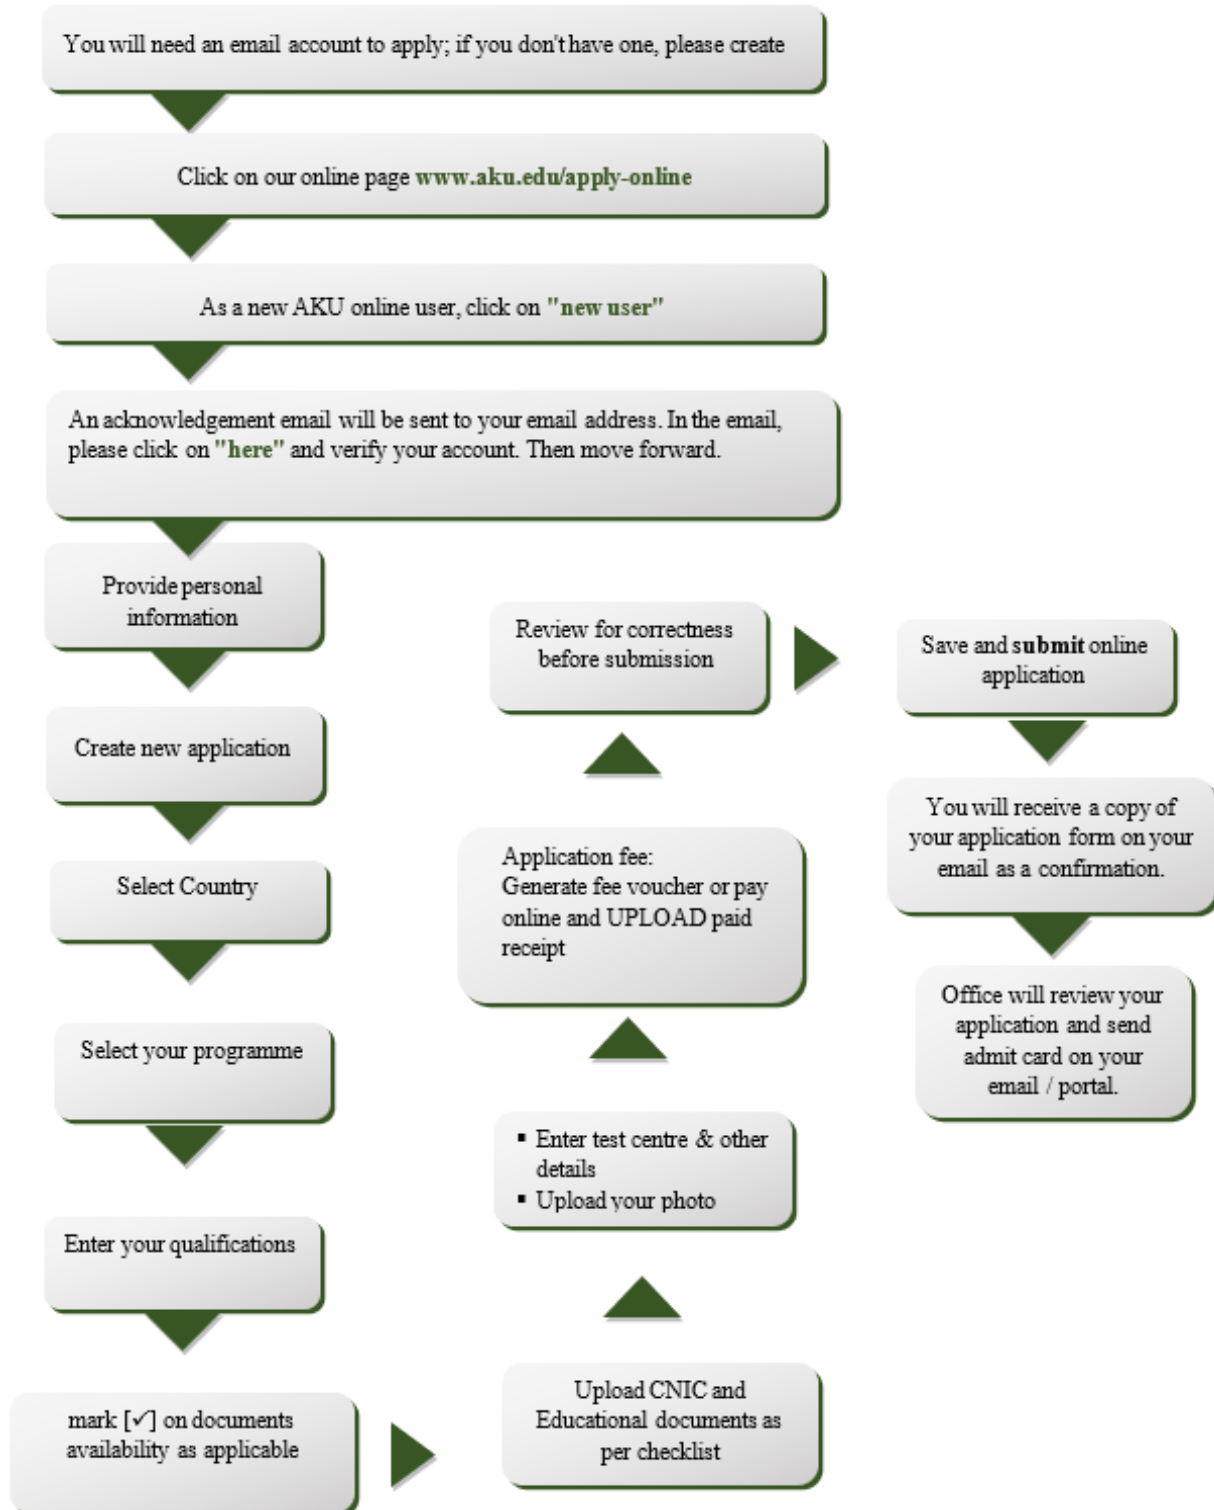 You will need an email account to apply; if you don't have one, please create
Click on our online page www.aku.edu/apply-online
As a new AKU online user, click on "new user"
An acknowledgement email will be sent to your email address. In the email,
please click on "here" and verify your account. Then move forward.
Provide personal
information
Create new application
Select Country
Select your programme
Enter your qualifications
mark [✓] on documents
availability as applicable
Upload CNIC and
Educational documents as
per checklist
▪ Enter test centre & other
details
▪ Upload your photo
Application fee:
Generate fee voucher or pay
online and UPLOAD paid
receipt
Review for correctness
before submission
Save and submit online
application
You will receive a copy of
your application form on your
email as a confirmation.
Office will review your
application and send
admit card on your
email / portal.